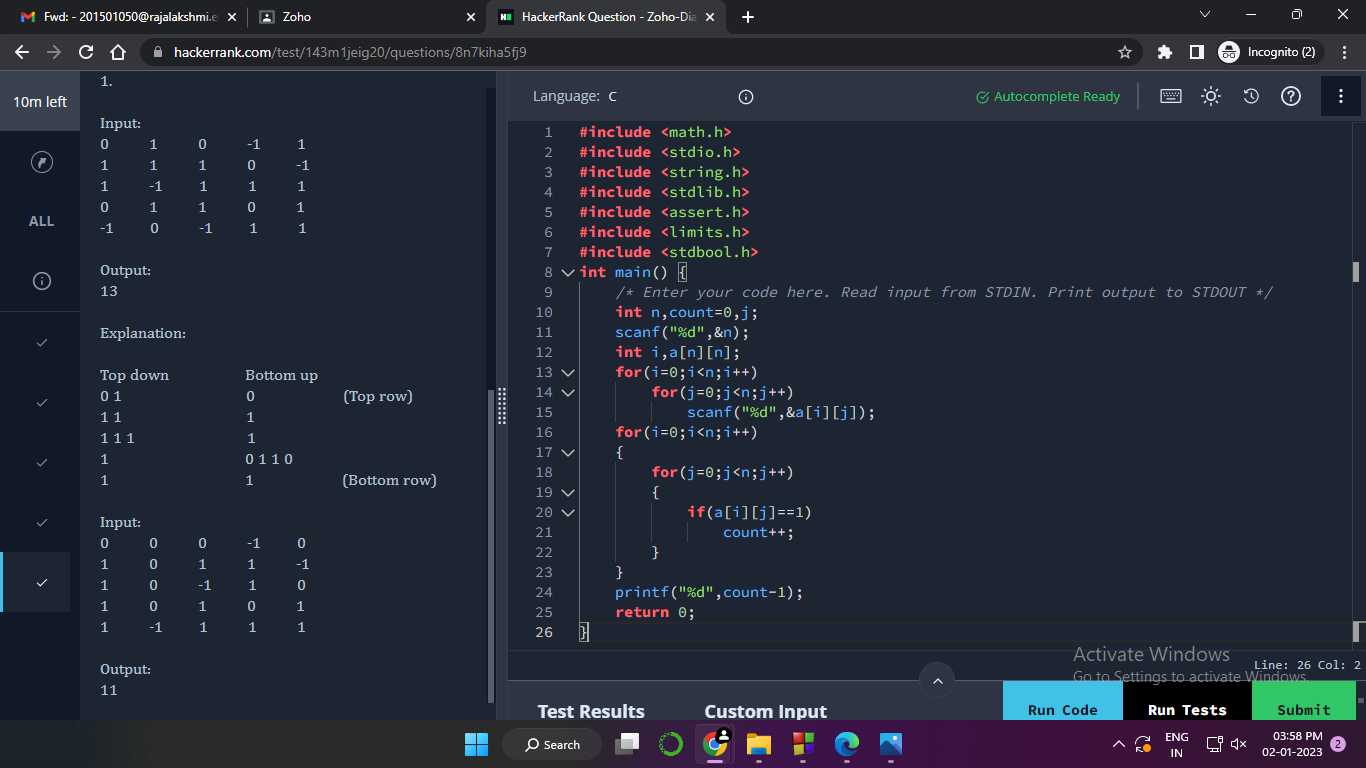 Fwd: - 201501050@rajalakshmi.e
Zoho
HackerRank Question - Zoho-Dia
hackerrank.com/test/143m1jeig20/questions/8n7kiha5fj9
Incognito (2)
10m left
ALL
1.
Input:
0 1 0 -1 1
1 1 1 0 -1
1 -1 1 1 1
0 1 1 0 1
-1 0 -1 1 1
Output:
13
Explanation:
Top down Bottom up
0 1 0 (Top row)
1 1 1
1 1 1 1
1 0 1 1 0
1 1 (Bottom row)
Input:
0 0 0 -1 0
1 0 1 1 -1
1 0 -1 1 0
1 0 1 0 1
1 -1 1 1 1
Output:
11
Language: C
Autocomplete Ready
1 #include <math.h>
2 #include <stdio.h>
3 #include <string.h>
4 #include <stdlib.h>
5 #include <assert.h>
6 #include <limits.h>
7 #include <stdbool.h>
8 int main() {
9 /* Enter your code here. Read input from STDIN. Print output to STDOUT */
10 int n,count=0,j;
11 scanf("%d",&n);
12 int i,a[n][n];
13 for(i=0;i<n;i++)
14 for(j=0;j<n;j++)
15 scanf("%d",&a[i][j]);
16 for(i=0;i<n;i++)
17 {
18 for(j=0;j<n;j++)
19 {
20 if(a[i][j]==1)
21 count++;
22 }
23 }
24 printf("%d",count-1);
25 return 0;
26 }
Activate Windows
Go to Settings to activate Windows.
Line: 26 Col: 2
Test Results
Custom Input
Run Code
Run Tests
Submit
Search
ENG
IN
03:58 PM
02-01-2023
2